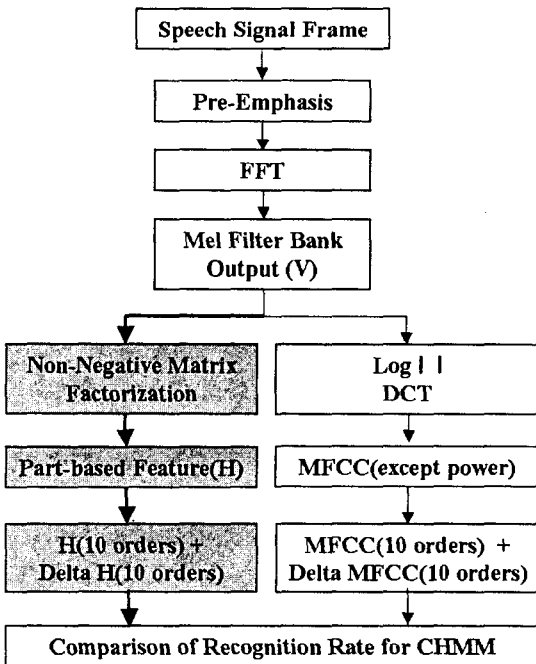 Speech Signal Frame
Pre-Emphasis
FFT
Mel Filter Bank
Output (V)
Non-Negative Matrix
Factorization
Part-based Feature(H)
H(10 orders) +
Delta H(10 orders)
Log | |
DCT
MFCC(except power)
MFCC(10 orders) +
Delta MFCC(10 orders)
Comparison of Recognition Rate for CHMM